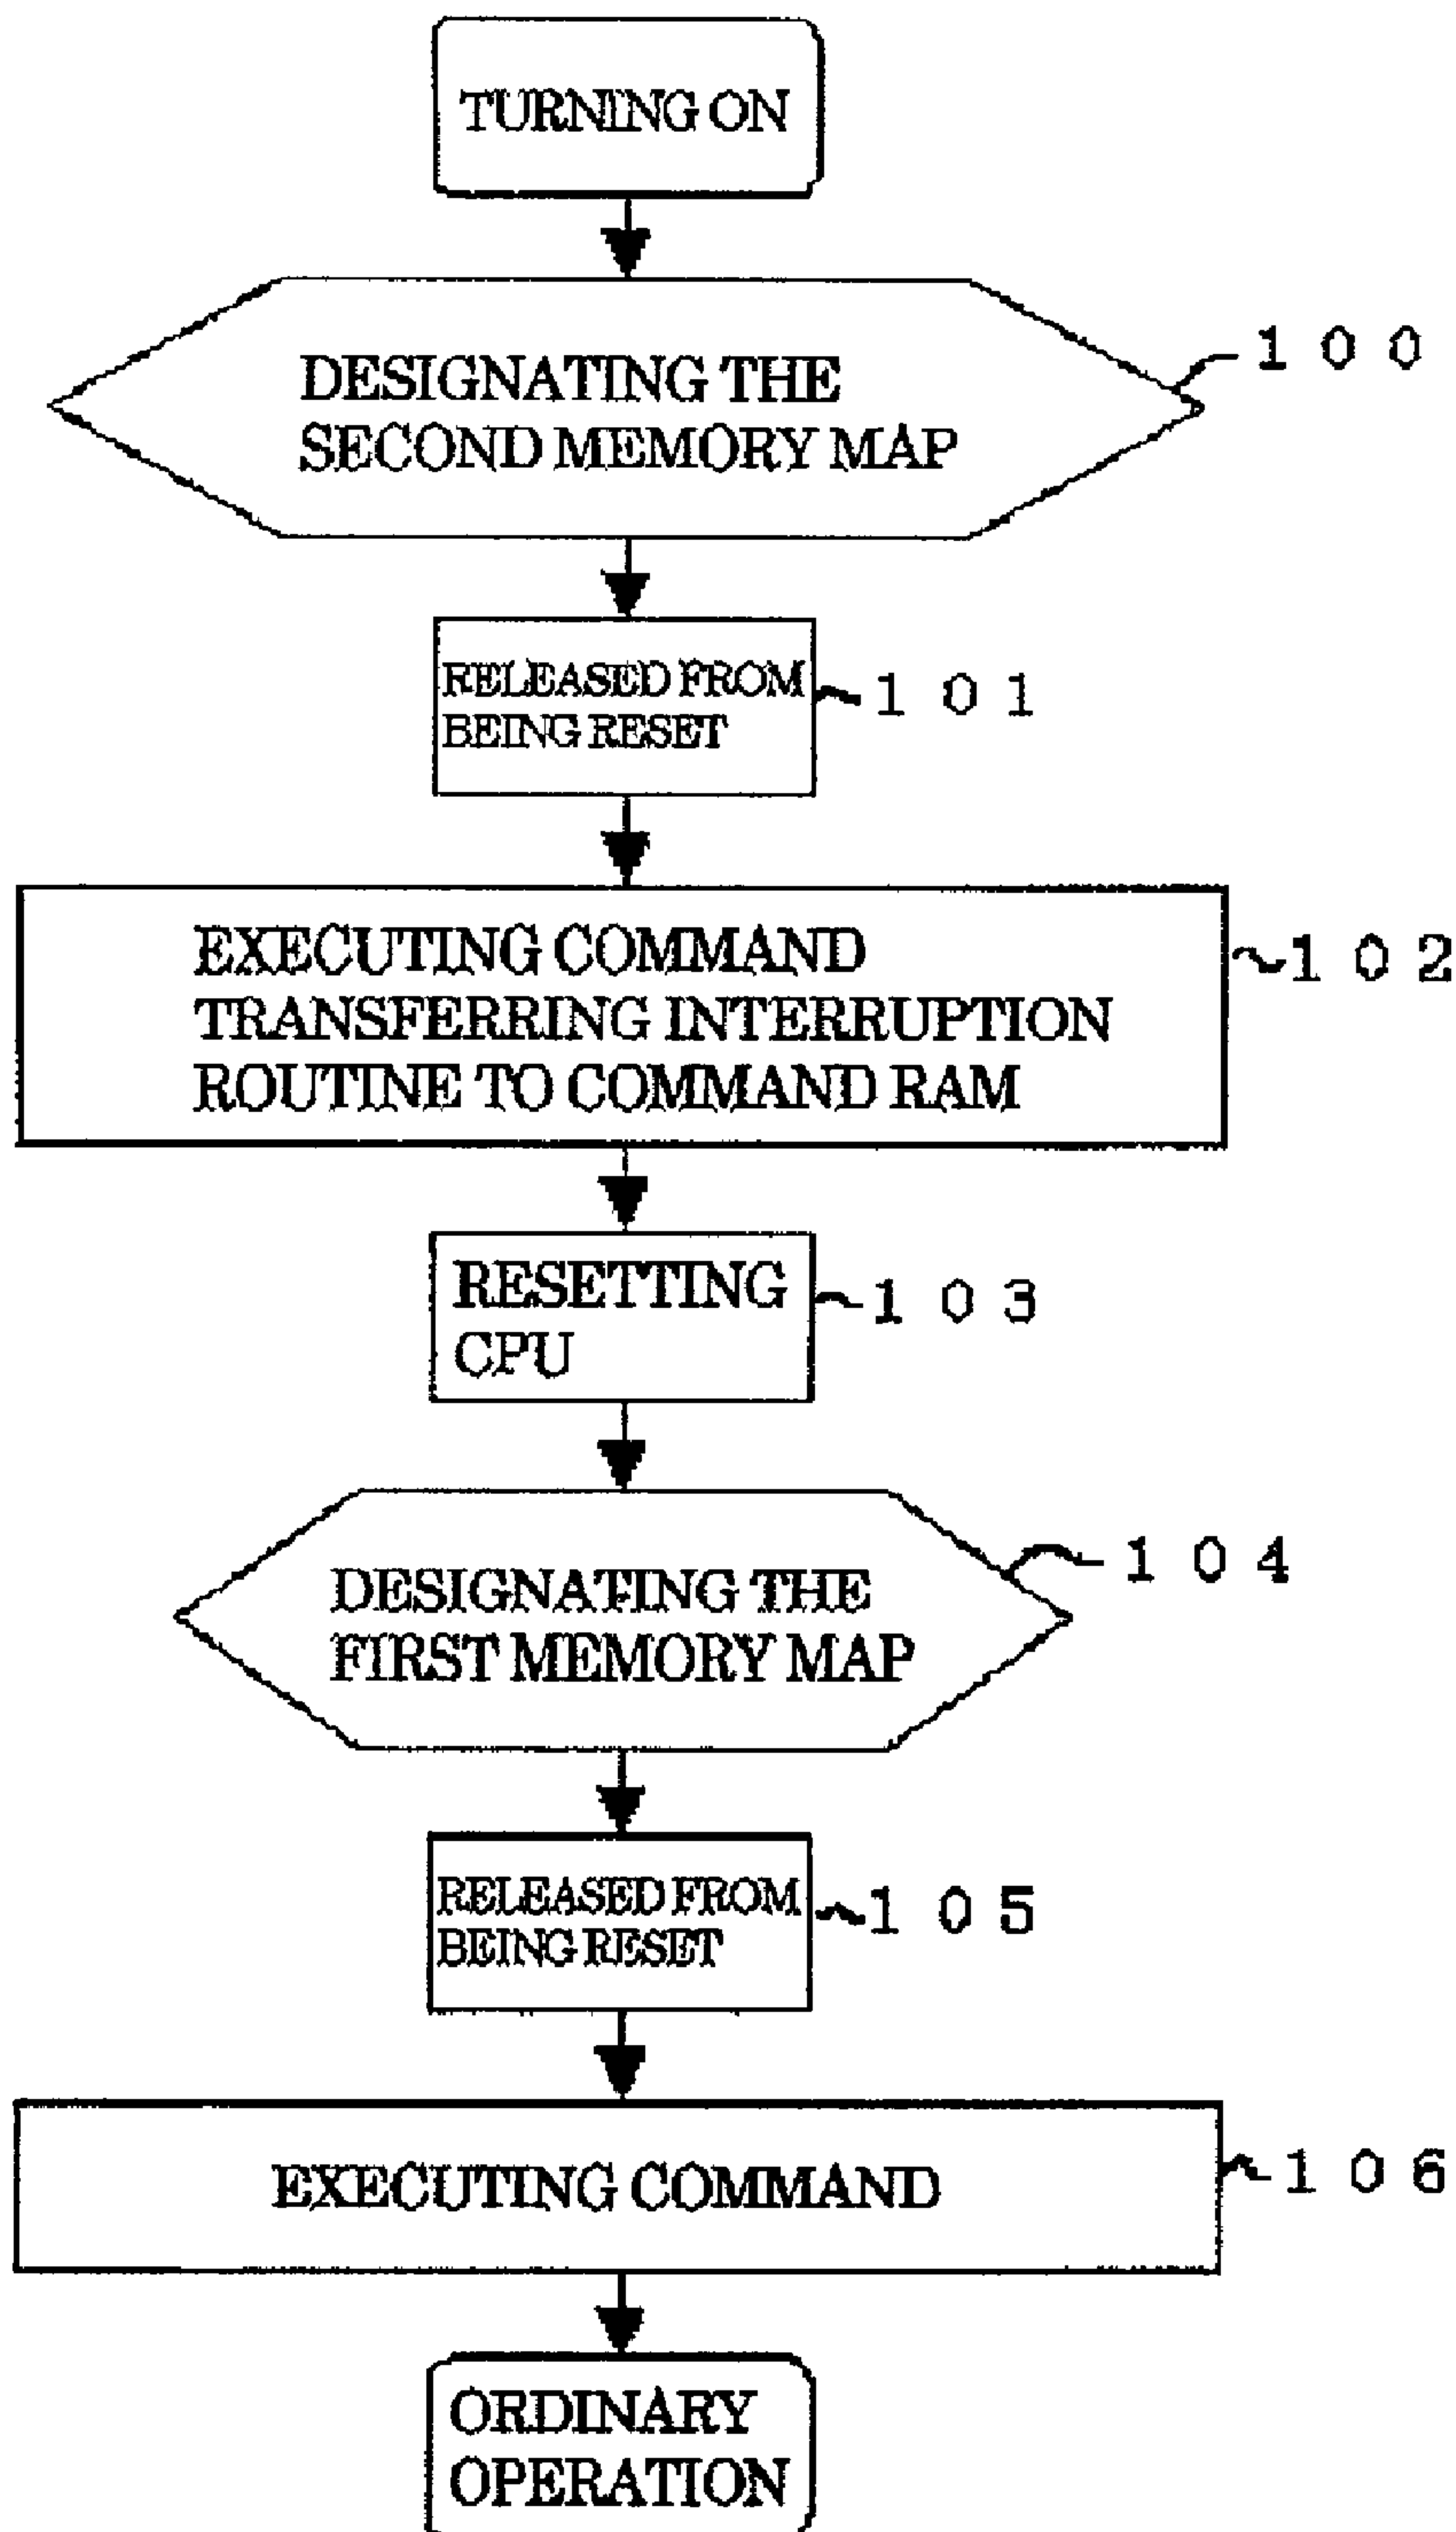 TURNING ON
DESIGNATING THE
SECOND MEMORY MAP
100
RELEASED FROM
BEING RESET
101
EXECUTING COMMAND
TRANSFERRING INTERRUPTION
ROUTINE TO COMMAND RAM
102
RESETTING
CPU
103
DESIGNATING THE
FIRST MEMORY MAP
104
RELEASED FROM
BEING RESET
105
EXECUTING COMMAND
106
ORDINARY
OPERATION